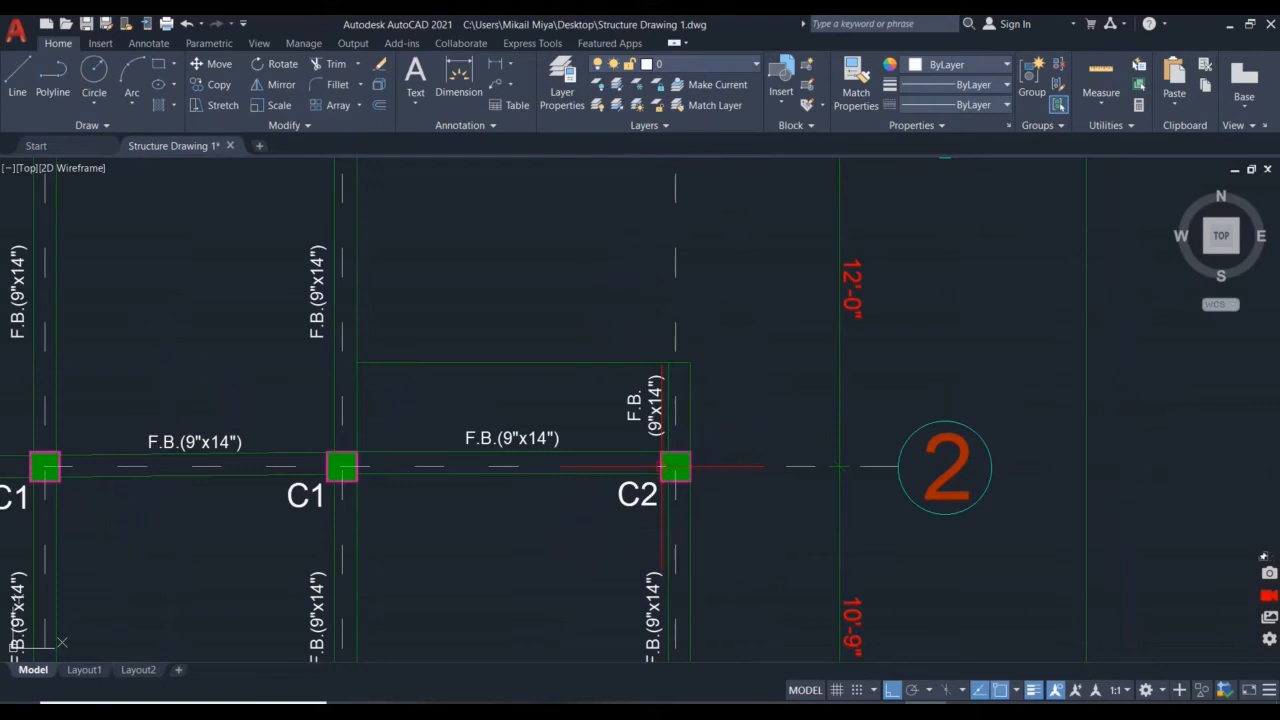 Autodesk AutoCAD 2021 C:\Users\Mikail Miya\Desktop\Structure Drawing 1.dwg
Type a keyword or phrase
Sign In
Home Insert Annotate Parametric View Manage Output Add-ins Collaborate Express Tools Featured Apps
Line
Polyline
Circle
Arc
Draw
Move
Rotate
Trim
Copy
Mirror
Fillet
Stretch
Scale
Array
Modify
Text
Dimension
Table
Annotation
Layer
Properties
0
Make Current
Match Layer
Layers
Insert
Block
Match
Properties
ByLayer
ByLayer
ByLayer
Properties
Group
Groups
Measure
Utilities
Paste
Clipboard
Base
View
Start
Structure Drawing 1*
[−][Top][2D Wireframe]
N
W
TOP
E
S
WCS
F.B.(9"x14")
F.B.(9"x14")
12'-0"
F.B.
(9"x14")
F.B.(9"x14")
F.B.(9"x14")
2
C1
C1
C2
F.B.(9"x14")
F.B.(9"x14")
F.B.(9"x14")
10'-9"
Model Layout1 Layout2
MODEL
1:1